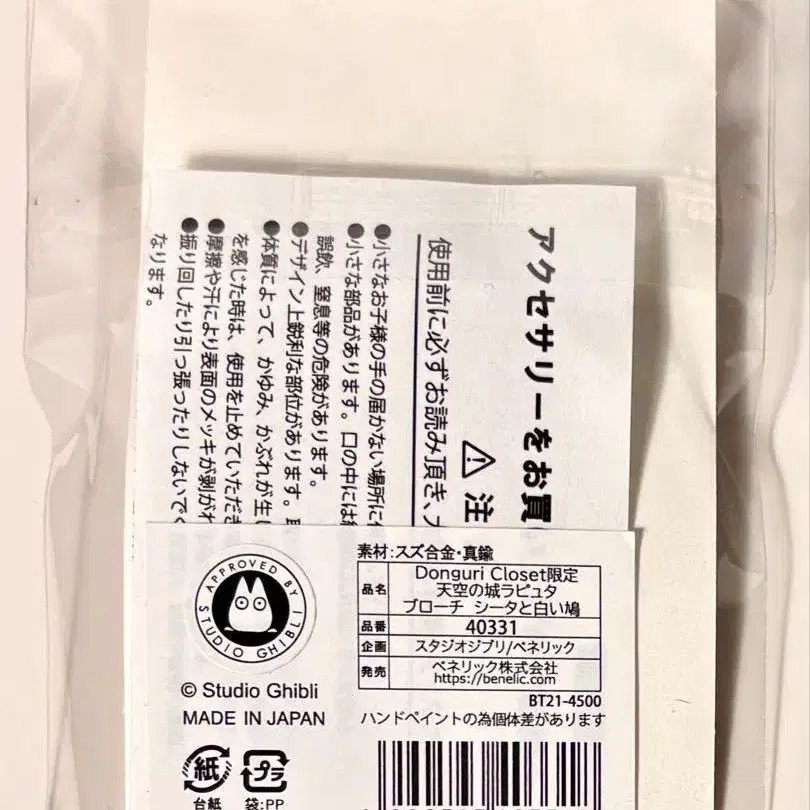 アクセサリーをお買
⚠ 注
使用前に必ずお読み頂き、
●小さなお子様の手の届かない場所に
●小さな部品があります。口の中には
誤飲、窒息等の危険があります。
●デザイン上鋭利な部位があります。
●体質によって、かゆみ、かぶれが生
を感じた時は、使用を止めていただき
●摩擦や汗により表面のメッキが剥が
●振り回したり引っ張ったりしないで
なります。
APPROVED BY
STUDIO GHIBLI
© Studio Ghibli
MADE IN JAPAN
紙
台紙
プラ
袋:PP
素材:スズ合金・真鍮
品名 Donguri Closet限定
天空の城ラピュタ
ブローチ シータと白い鳩
品番 40331
企画 スタジオジブリ/ベネリック
発売 ベネリック株式会社
https://benelic.com
BT21-4500
ハンドペイントの為個体差があります